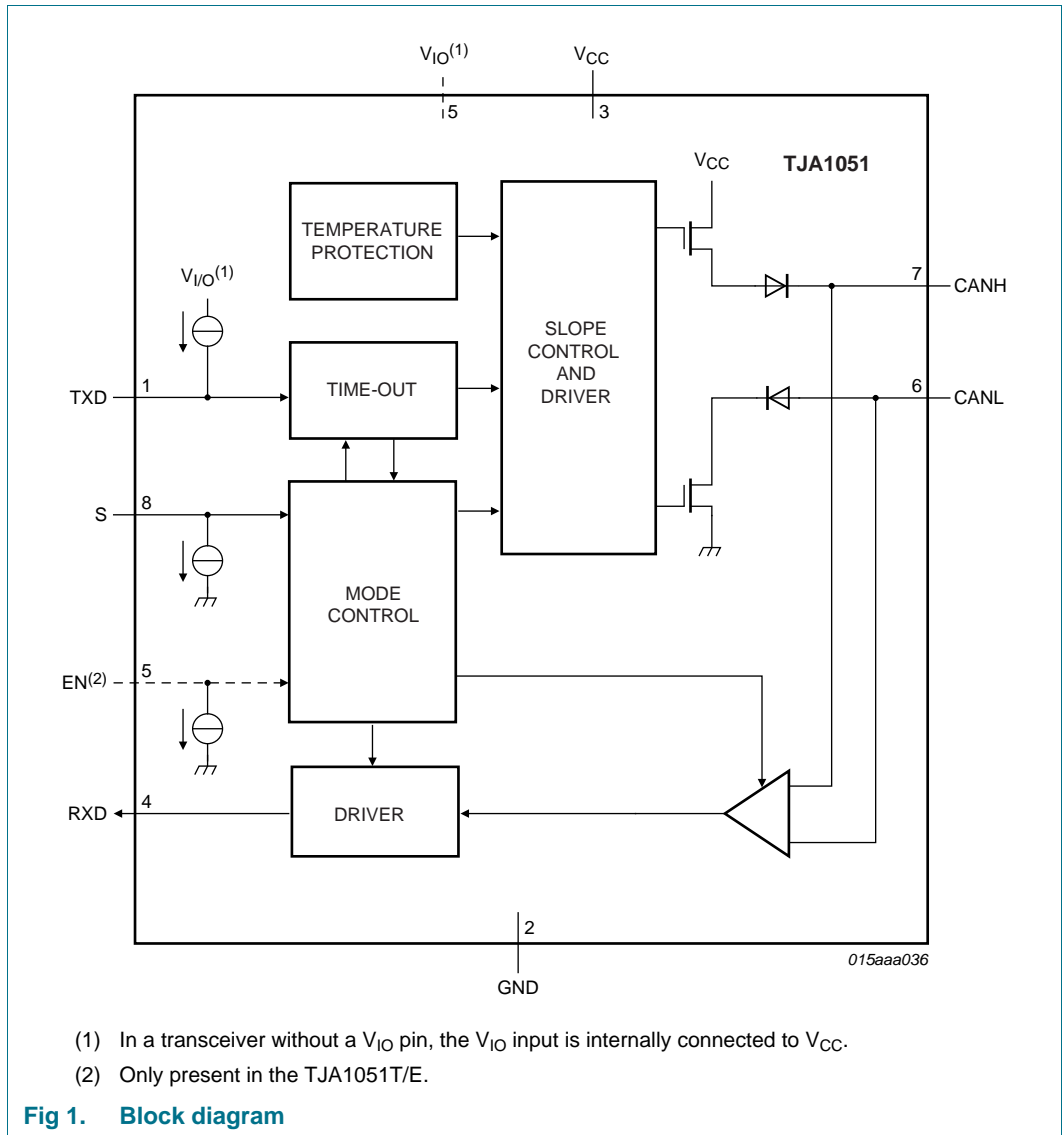 VIO(1)
VCC
5
3
VCC
TJA1051
TEMPERATURE
PROTECTION
VI/O(1)
7
CANH
SLOPE
CONTROL
AND
DRIVER
TXD
1
TIME-OUT
6
CANL
S
8
MODE
CONTROL
EN(2)
5
RXD
4
DRIVER
2
015aaa036
GND
(1) In a transceiver without a VIO pin, the VIO input is internally connected to VCC.
(2) Only present in the TJA1051T/E.
Fig 1. Block diagram